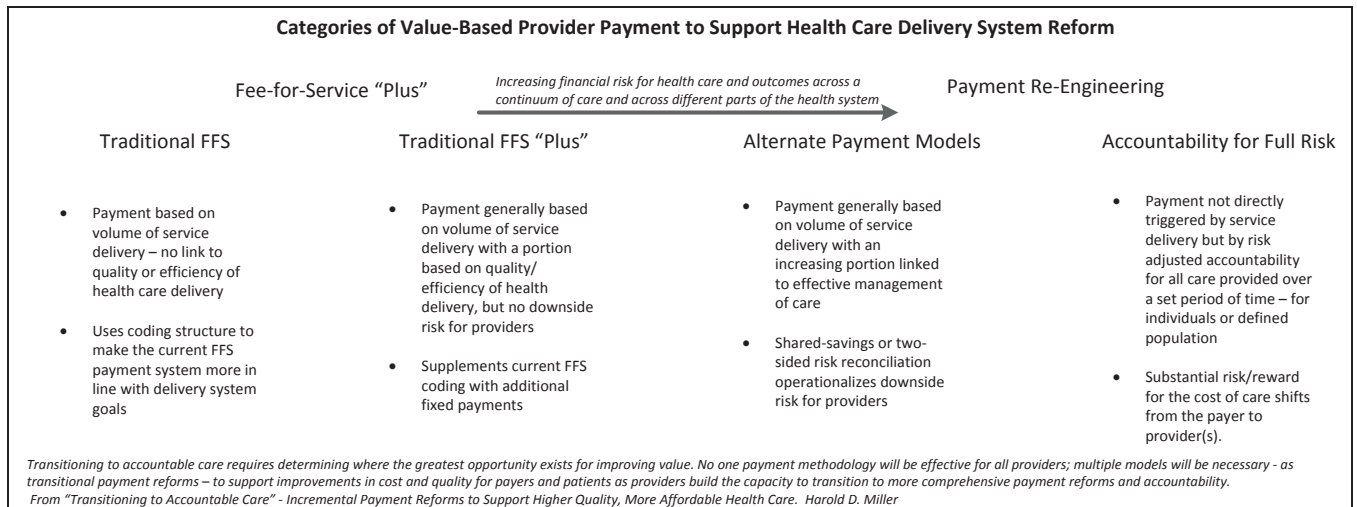 Categories of Value-Based Provider Payment to Support Health Care Delivery System Reform
Fee-for-Service “Plus”
Increasing financial risk for health care and outcomes across a
continuum of care and across different parts of the health system
Payment Re-Engineering
Traditional FFS
• Payment based on
volume of service
delivery – no link to
quality or efficiency of
health care delivery
• Uses coding structure to
make the current FFS
payment system more in
line with delivery system
goals
Traditional FFS “Plus”
• Payment generally based
on volume of service
delivery with a portion
based on quality/
efficiency of health
delivery, but no downside
risk for providers
• Supplements current FFS
coding with additional
fixed payments
Alternate Payment Models
• Payment generally based
on volume of service
delivery with an
increasing portion linked
to effective management
of care
• Shared-savings or two-
sided risk reconciliation
operationalizes downside
risk for providers
Accountability for Full Risk
• Payment not directly
triggered by service
delivery but by risk
adjusted accountability
for all care provided over
a set period of time – for
individuals or defined
population
• Substantial risk/reward
for the cost of care shifts
from the payer to
provider(s).
Transitioning to accountable care requires determining where the greatest opportunity exists for improving value. No one payment methodology will be effective for all providers; multiple models will be necessary - as
transitional payment reforms – to support improvements in cost and quality for payers and patients as providers build the capacity to transition to more comprehensive payment reforms and accountability.
From “Transitioning to Accountable Care” - Incremental Payment Reforms to Support Higher Quality, More Affordable Health Care. Harold D. Miller